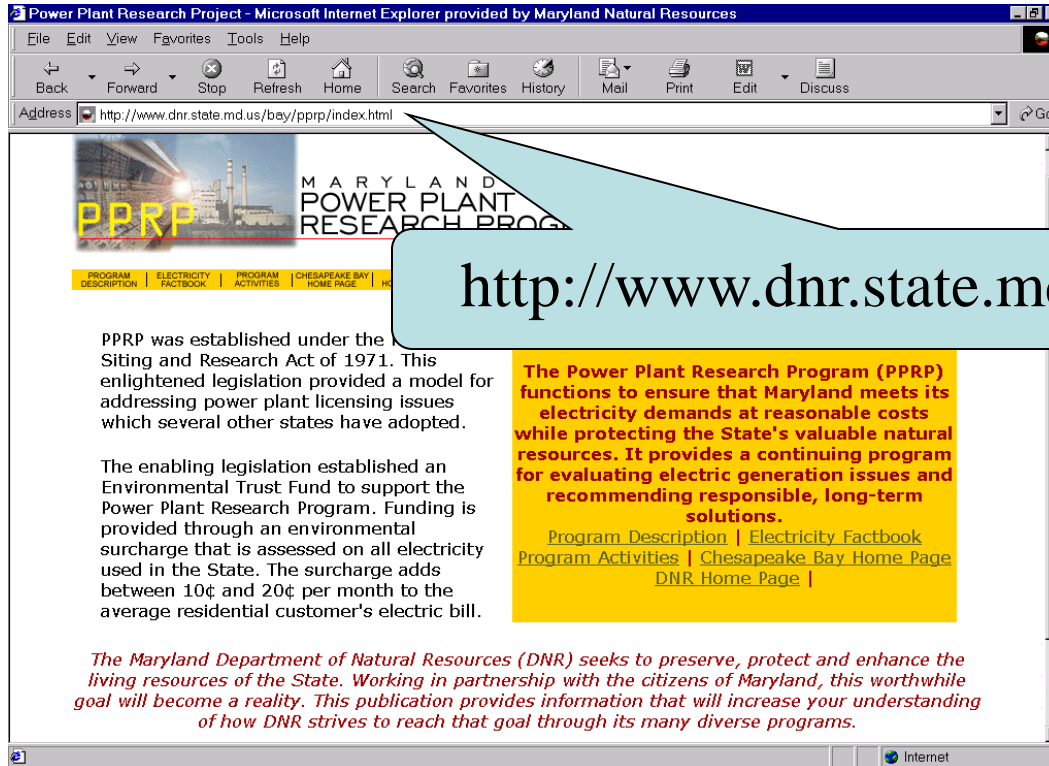 Power Plant Research Project - Microsoft Internet Explorer provided by Maryland Natural Resources
File Edit View Favorites Tools Help
Back Forward Stop Refresh Home Search Favorites History Mail Print Edit Discuss
Address http://www.dnr.state.md.us/bay/pprp/index.html Go
MARYLAND
PPRP
POWER PLANT
RESEARCH PROG
PROGRAM DESCRIPTION | ELECTRICITY FACTBOOK | PROGRAM ACTIVITIES | CHESAPEAKE BAY HOME PAGE |
http://www.dnr.state.m
PPRP was established under the
Siting and Research Act of 1971. This
enlightened legislation provided a model for
addressing power plant licensing issues
which several other states have adopted.
The enabling legislation established an
Environmental Trust Fund to support the
Power Plant Research Program. Funding is
provided through an environmental
surcharge that is assessed on all electricity
used in the State. The surcharge adds
between 10¢ and 20¢ per month to the
average residential customer's electric bill.
The Power Plant Research Program (PPRP)
functions to ensure that Maryland meets its
electricity demands at reasonable costs
while protecting the State's valuable natural
resources. It provides a continuing program
for evaluating electric generation issues and
recommending responsible, long-term
solutions.
Program Description | Electricity Factbook
Program Activities | Chesapeake Bay Home Page
DNR Home Page |
The Maryland Department of Natural Resources (DNR) seeks to preserve, protect and enhance the
living resources of the State. Working in partnership with the citizens of Maryland, this worthwhile
goal will become a reality. This publication provides information that will increase your understanding
of how DNR strives to reach that goal through its many diverse programs.
Internet